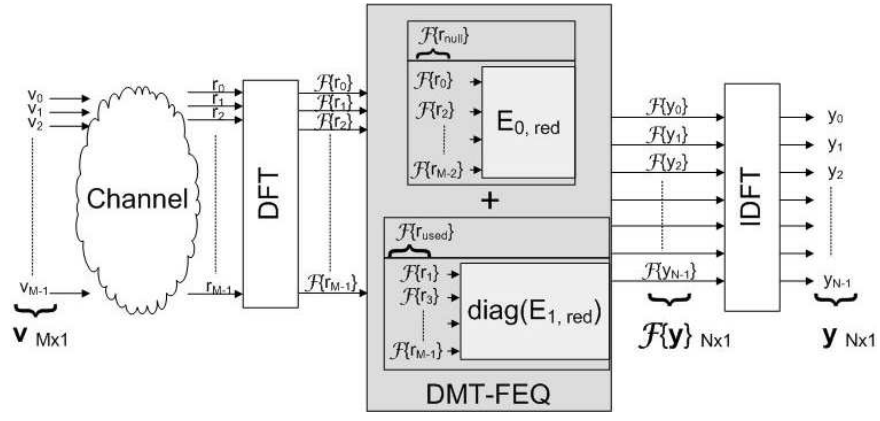 v0
v1
v2
vM-1
v Mx1
Channel
r0
r1
r2
rM-1
DFT
ℱ{r0}
ℱ{r1}
ℱ{r2}
ℱ{rM-1}
ℱ{rnull}
ℱ{r0}
ℱ{r2}
ℱ{rM-2}
E0, red
+
ℱ{rused}
ℱ{r1}
ℱ{r3}
ℱ{rM-1}
diag(E1, red)
DMT-FEQ
ℱ{y0}
ℱ{y1}
ℱ{y2}
ℱ{yN-1}
ℱ{y} Nx1
IDFT
y0
y1
y2
yN-1
y Nx1